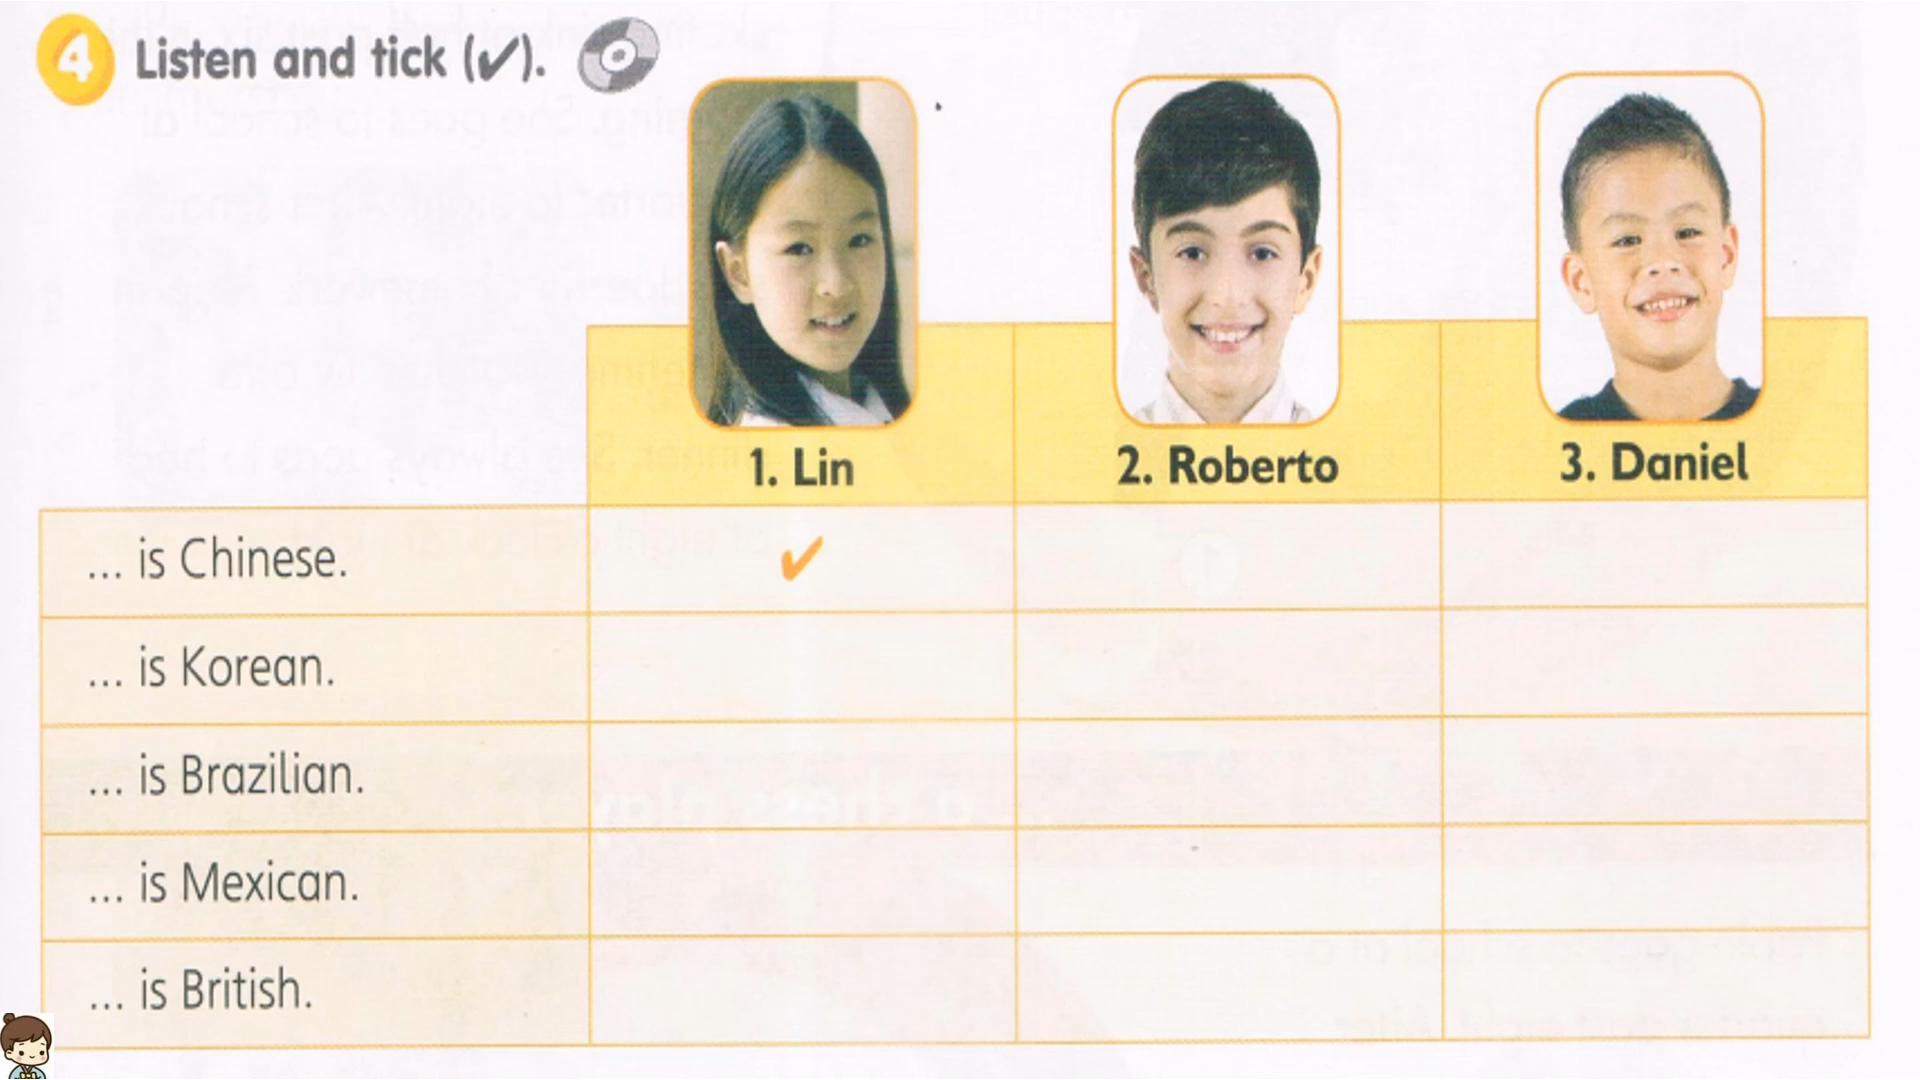 4 Listen and tick (✔).
1. Lin
2. Roberto
3. Daniel
... is Chinese. ✔
... is Korean.
... is Brazilian.
... is Mexican.
... is British.